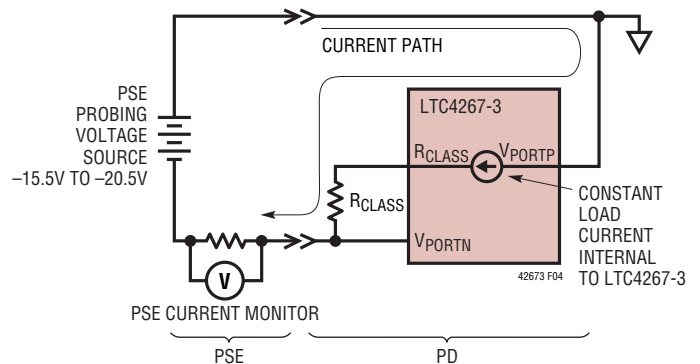 CURRENT PATH
PSE
PROBING
VOLTAGE
SOURCE
–15.5V TO –20.5V
LTC4267-3
RCLASS
VPORTP
RCLASS
VPORTN
CONSTANT
LOAD
CURRENT
INTERNAL
TO LTC4267-3
V
42673 F04
PSE CURRENT MONITOR
PSE
PD